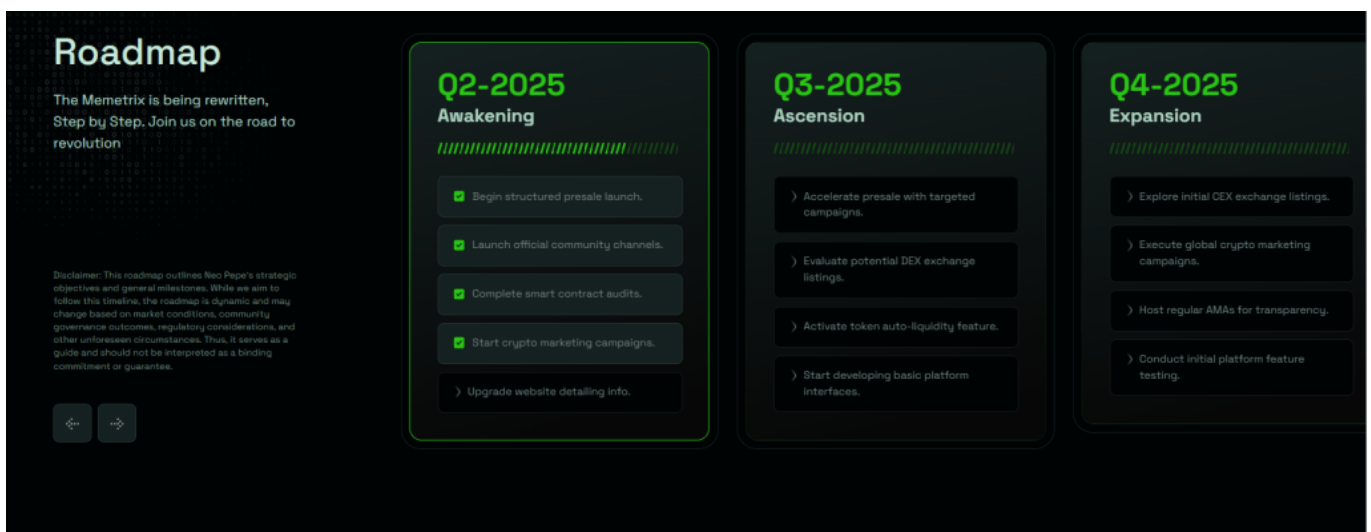 Roadmap
The Memetrix is being rewritten,
Step by Step. Join us on the road to
revolution
Disclaimer: This roadmap outlines Neo Pepe's strategic
objectives and general milestones. While we aim to
follow this timeline, the roadmap is dynamic and may
change based on market conditions, community
governance outcomes, regulatory considerations, and
other unforeseen circumstances. Thus, it serves as a
guide and should not be interpreted as a binding
commitment or guarantee.
Q2-2025
Awakening
Begin structured presale launch.
Launch official community channels.
Complete smart contract audits.
Start crypto marketing campaigns.
Upgrade website detailing info.
Q3-2025
Ascension
Accelerate presale with targeted
campaigns.
Evaluate potential DEX exchange
listings.
Activate token auto-liquidity feature.
Start developing basic platform
interfaces.
Q4-2025
Expansion
Explore initial CEX exchange listings.
Execute global crypto marketing
campaigns.
Host regular AMAs for transparency.
Conduct initial platform feature
testing.